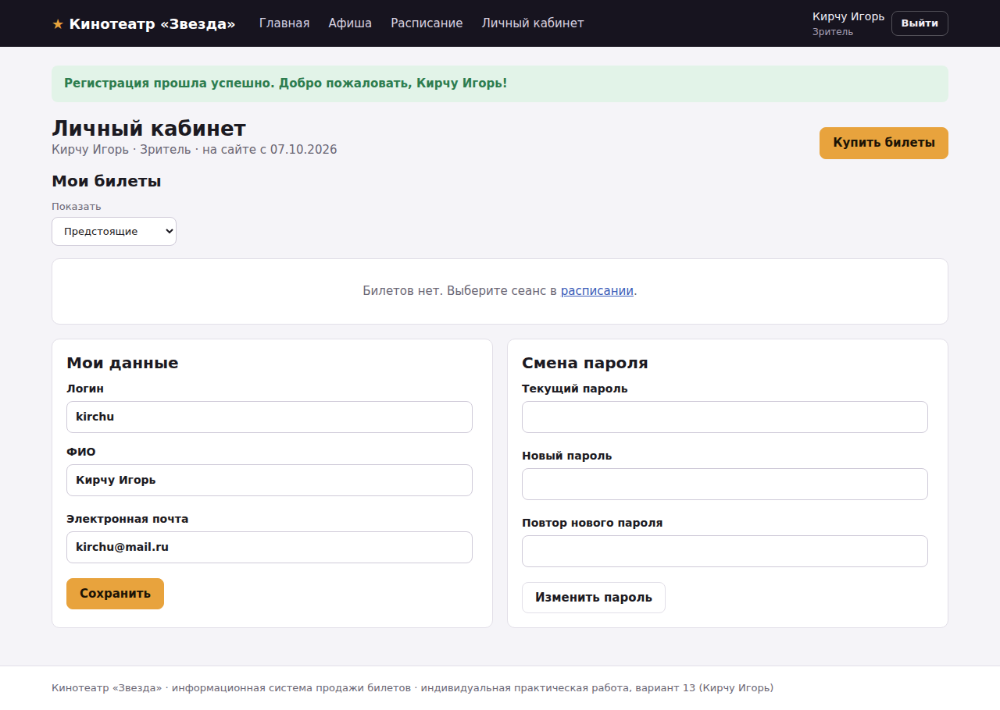 ★ Кинотеатр «Звезда»
Главная
Афиша
Расписание
Личный кабинет
Кирчу Игорь
Зритель
Выйти
Регистрация прошла успешно. Добро пожаловать, Кирчу Игорь!
Личный кабинет
Кирчу Игорь · Зритель · на сайте с 07.10.2026
Купить билеты
Мои билеты
Показать
Предстоящие
Билетов нет. Выберите сеанс в расписании.
Мои данные
Логин
kirchu
ФИО
Кирчу Игорь
Электронная почта
kirchu@mail.ru
Сохранить
Смена пароля
Текущий пароль
Новый пароль
Повтор нового пароля
Изменить пароль
Кинотеатр «Звезда» · информационная система продажи билетов · индивидуальная практическая работа, вариант 13 (Кирчу Игорь)